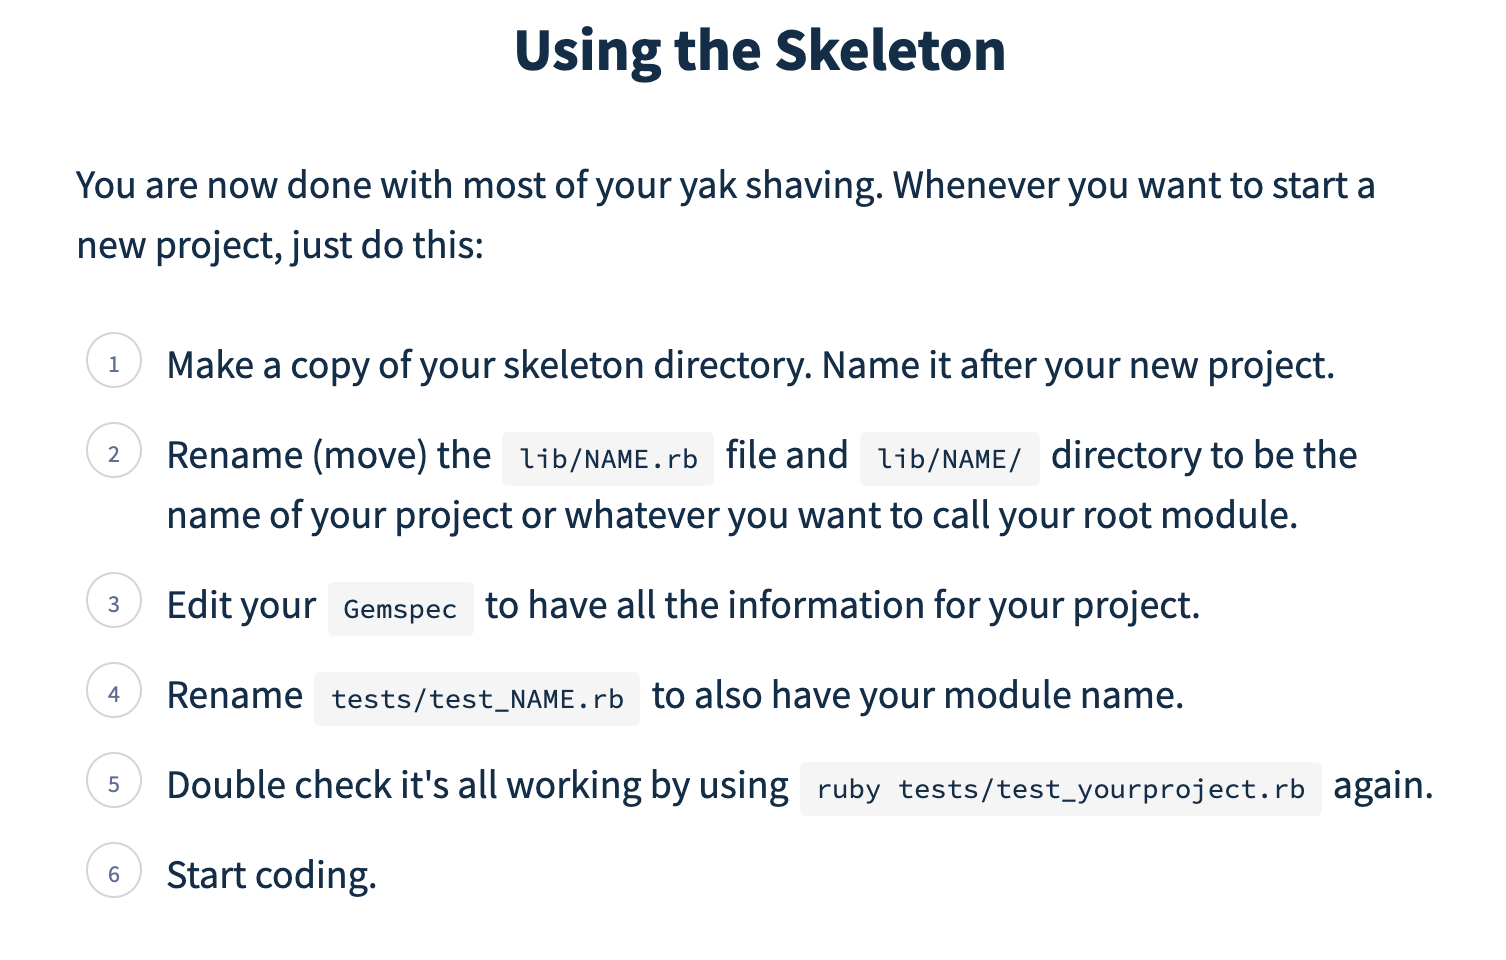 Using the Skeleton
You are now done with most of your yak shaving. Whenever you want to start a
new project, just do this:
1 Make a copy of your skeleton directory. Name it after your new project.
2 Rename (move) the lib/NAME.rb file and lib/NAME/ directory to be the
name of your project or whatever you want to call your root module.
3 Edit your Gemspec to have all the information for your project.
4 Rename tests/test_NAME.rb to also have your module name.
5 Double check it's all working by using ruby tests/test_yourproject.rb again.
6 Start coding.